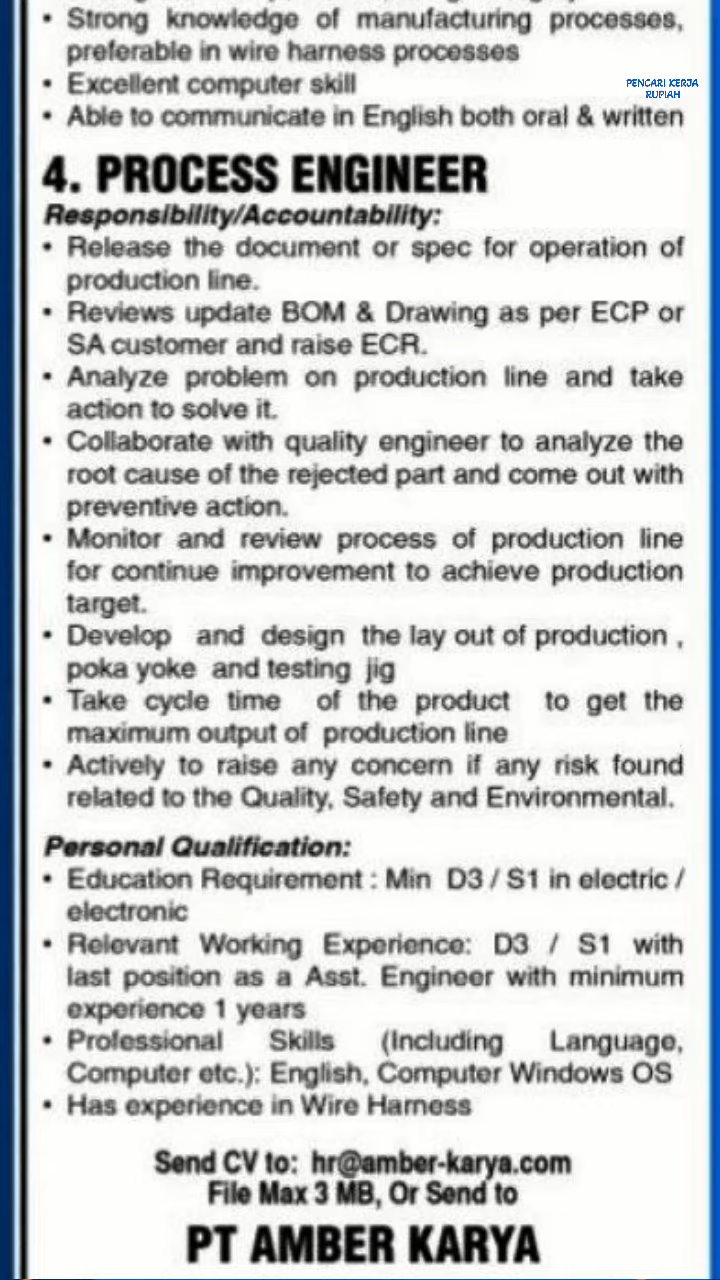 • Strong knowledge of manufacturing processes,
preferable in wire harness processes
• Excellent computer skill
PENCARI KERJA
RUPIAH
• Able to communicate in English both oral & written
4. PROCESS ENGINEER
Responsibility/Accountability:
• Release the document or spec for operation of
production line.
• Reviews update BOM & Drawing as per ECP or
SA customer and raise ECR.
• Analyze problem on production line and take
action to solve it.
• Collaborate with quality engineer to analyze the
root cause of the rejected part and come out with
preventive action.
• Monitor and review process of production line
for continue improvement to achieve production
target.
• Develop and design the lay out of production ,
poka yoke and testing jig
• Take cycle time of the product to get the
maximum output of production line
• Actively to raise any concern if any risk found
related to the Quality, Safety and Environmental.
Personal Qualification:
• Education Requirement : Min D3 / S1 in electric /
electronic
• Relevant Working Experience: D3 / S1 with
last position as a Asst. Engineer with minimum
experience 1 years
• Professional Skills (Including Language,
Computer etc.): English, Computer Windows OS
• Has experience in Wire Harness
Send CV to: hr@amber-karya.com
File Max 3 MB, Or Send to
PT AMBER KARYA